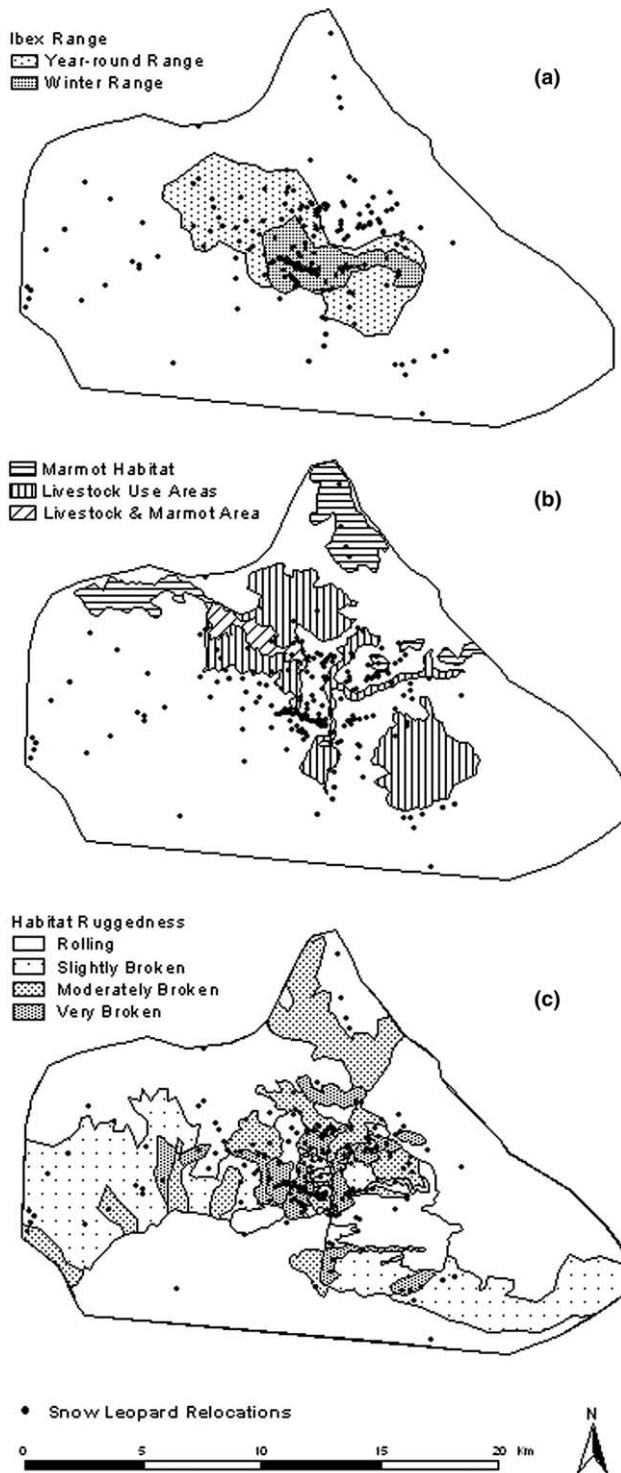 Ibex Range
Year-round Range
Winter Range
(a)
Marmot Habitat
Livestock Use Areas
Livestock & Marmot Area
(b)
Habitat Ruggedness
Rolling
Slightly Broken
Moderately Broken
Very Broken
(c)
Snow Leopard Relocations
N
0 5 10 15 20 Km